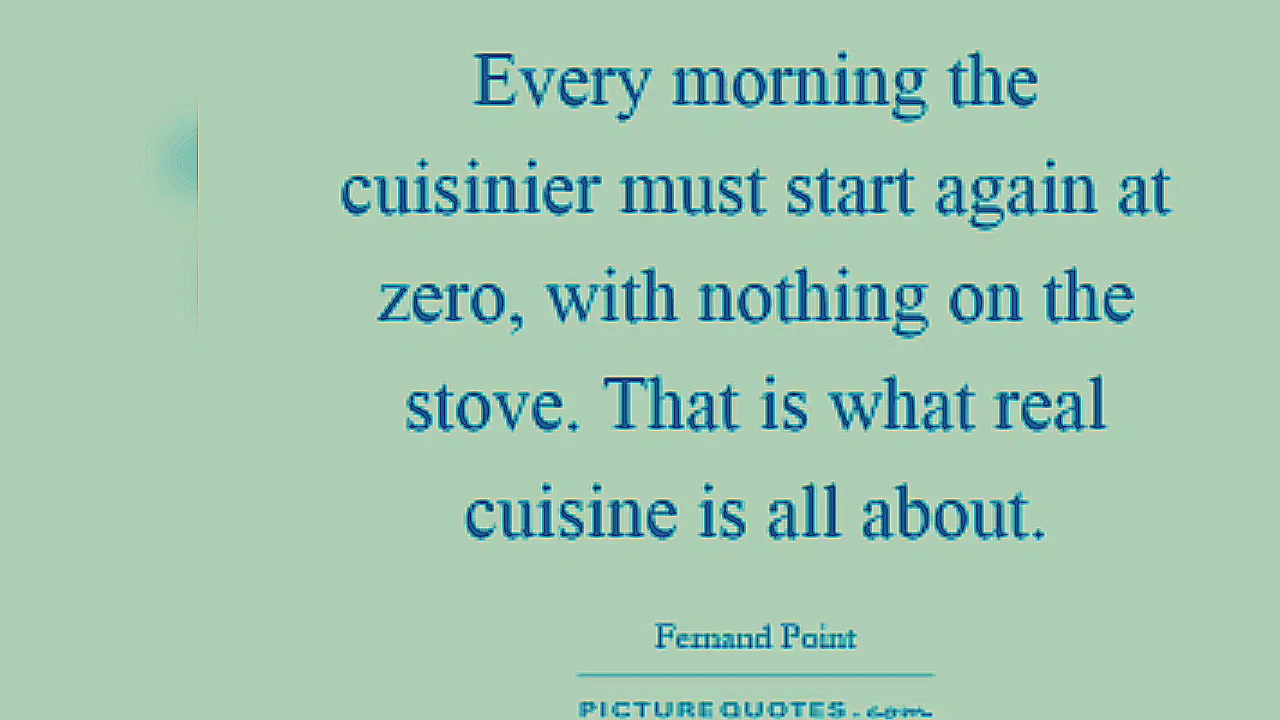 Every morning the
cuisinier must start again at
zero, with nothing on the
stove. That is what real
cuisine is all about.
Fernand Point
PICTUREQUOTES.com